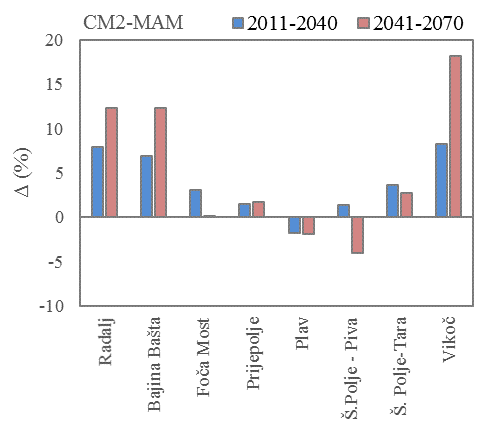 CM2-MAM
2011-2040
2041-2070
Δ (%)
20
15
10
5
0
-5
-10
Radalj
Bajina Bašta
Foča Most
Prijepolje
Plav
Š.Polje - Piva
Š. Polje-Tara
Vikoč